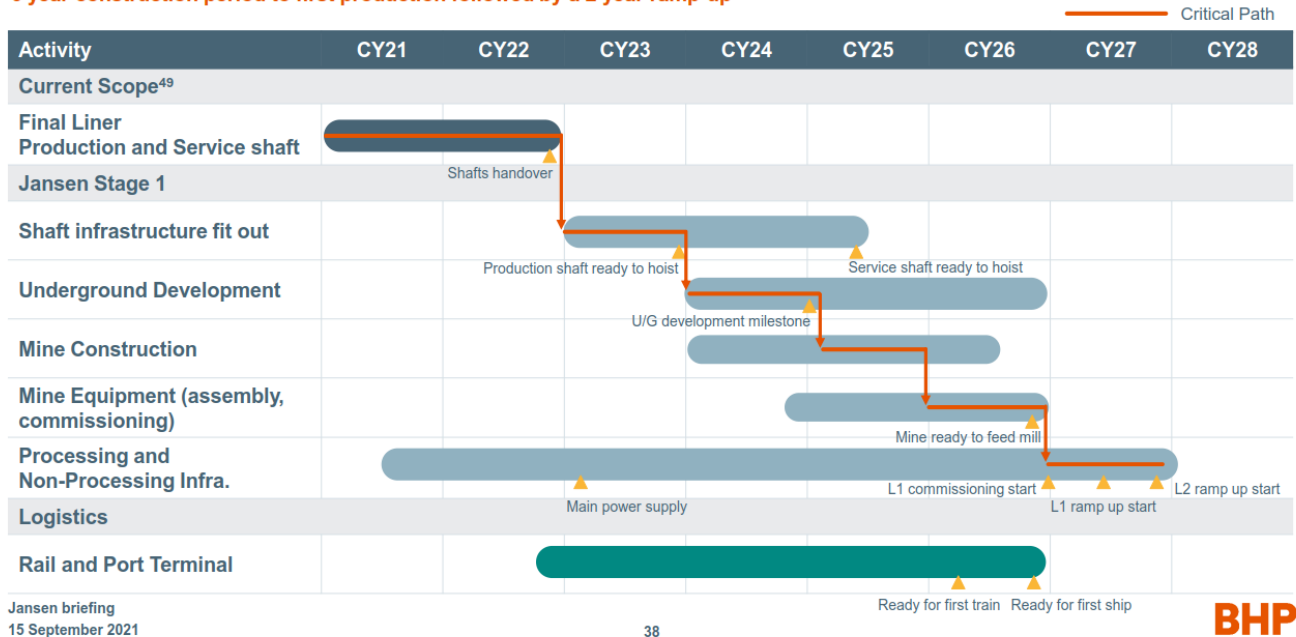 Critical Path
Activity CY21 CY22 CY23 CY24 CY25 CY26 CY27 CY28
Current Scope⁴⁹
Final Liner
Production and Service shaft
Shafts handover
Jansen Stage 1
Shaft infrastructure fit out
Production shaft ready to hoist
Service shaft ready to hoist
Underground Development
U/G development milestone
Mine Construction
Mine Equipment (assembly,
commissioning)
Mine ready to feed mill
Processing and
Non-Processing Infra.
L1 commissioning start
L2 ramp up start
Main power supply
L1 ramp up start
Logistics
Rail and Port Terminal
Ready for first train
Ready for first ship
Jansen briefing
15 September 2021
38
BHP